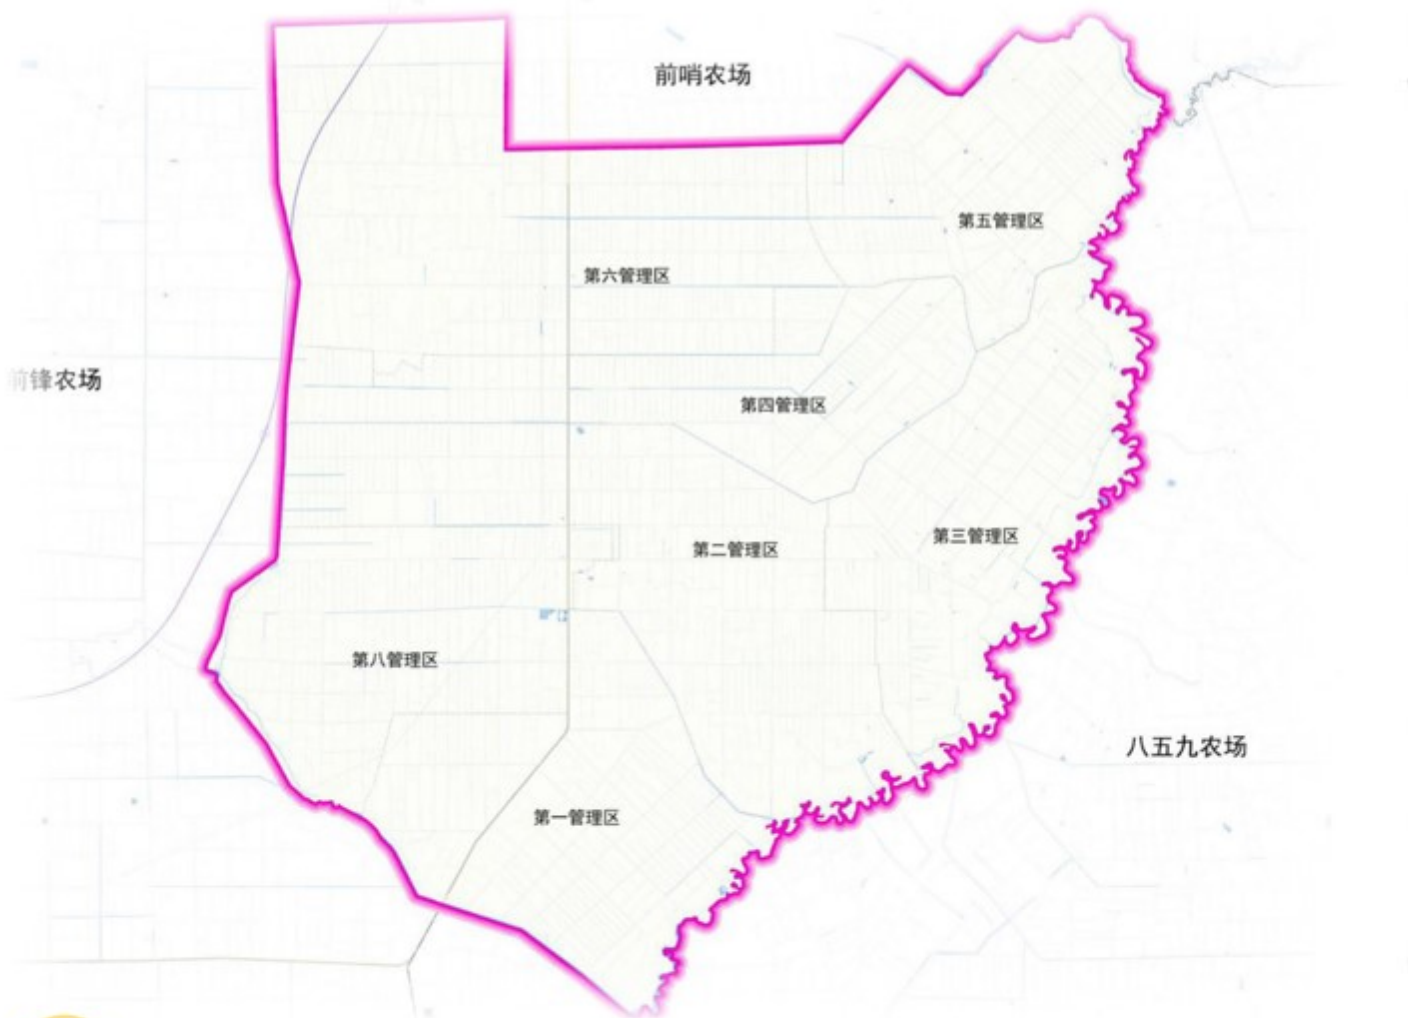 前哨农场
第五管理区
第六管理区
前锋农场
第四管理区
第三管理区
第二管理区
第八管理区
八五九农场
第一管理区